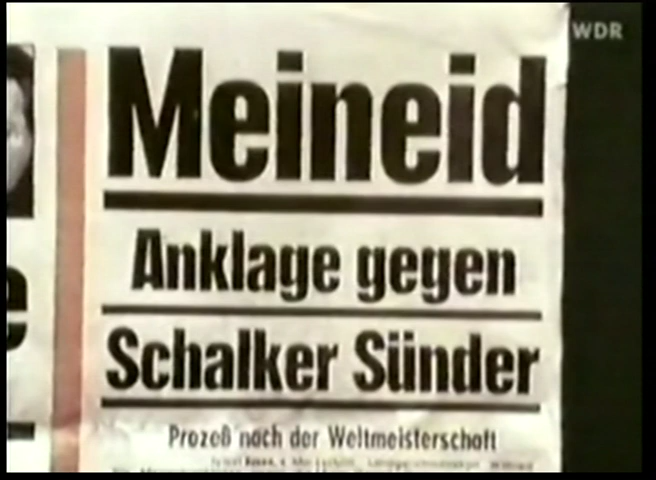 WDR
Meineid
Anklage gegen
Schalker Sünder
Prozeß nach der Weltmeisterschaft